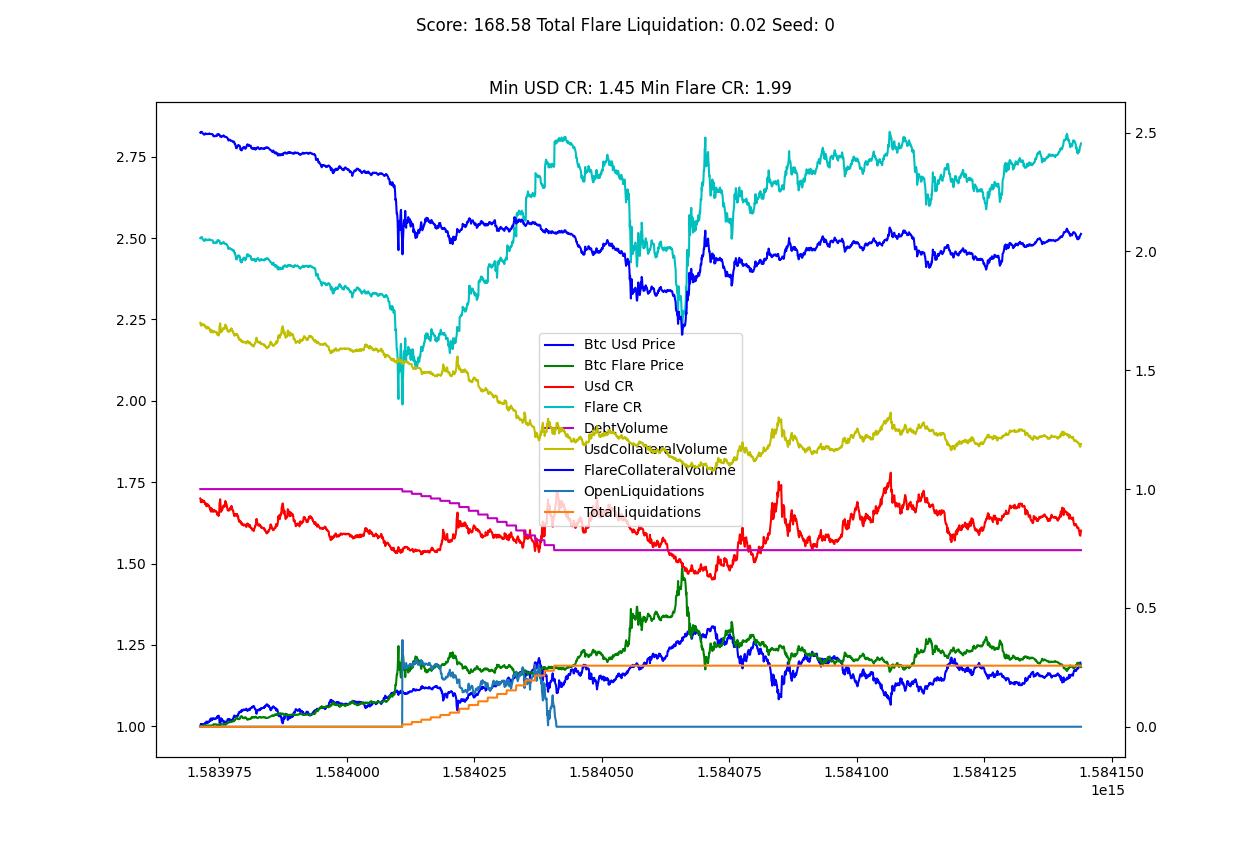 Score: 168.58 Total Flare Liquidation: 0.02 Seed: 0
Min USD CR: 1.45 Min Flare CR: 1.99
2.75
2.50
2.25
2.00
1.75
1.50
1.25
1.00
2.5
2.0
1.5
1.0
0.5
0.0
Btc Usd Price
Btc Flare Price
Usd CR
Flare CR
DebtVolume
UsdCollateralVolume
FlareCollateralVolume
OpenLiquidations
TotalLiquidations
1.583975 1.584000 1.584025 1.584050 1.584075 1.584100 1.584125 1.584150
1e15